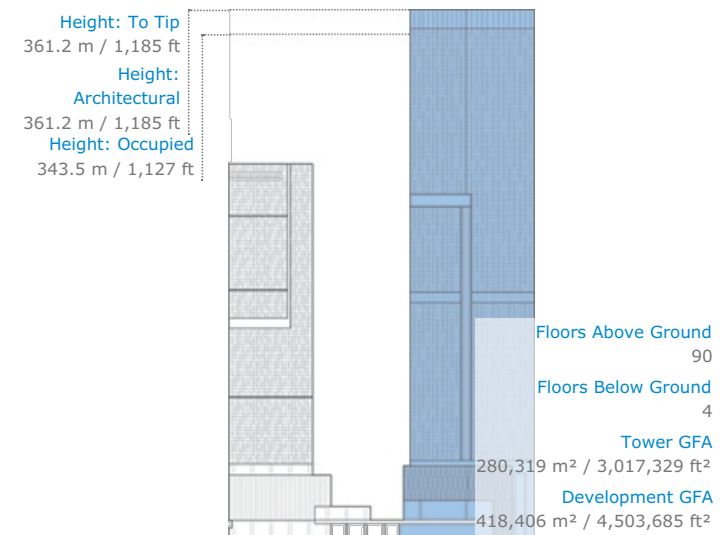 Height: To Tip
361.2 m / 1,185 ft
Height:
Architectural
361.2 m / 1,185 ft
Height: Occupied
343.5 m / 1,127 ft
Floors Above Ground
90
Floors Below Ground
4
Tower GFA
280,319 m² / 3,017,329 ft²
Development GFA
418,406 m² / 4,503,685 ft²